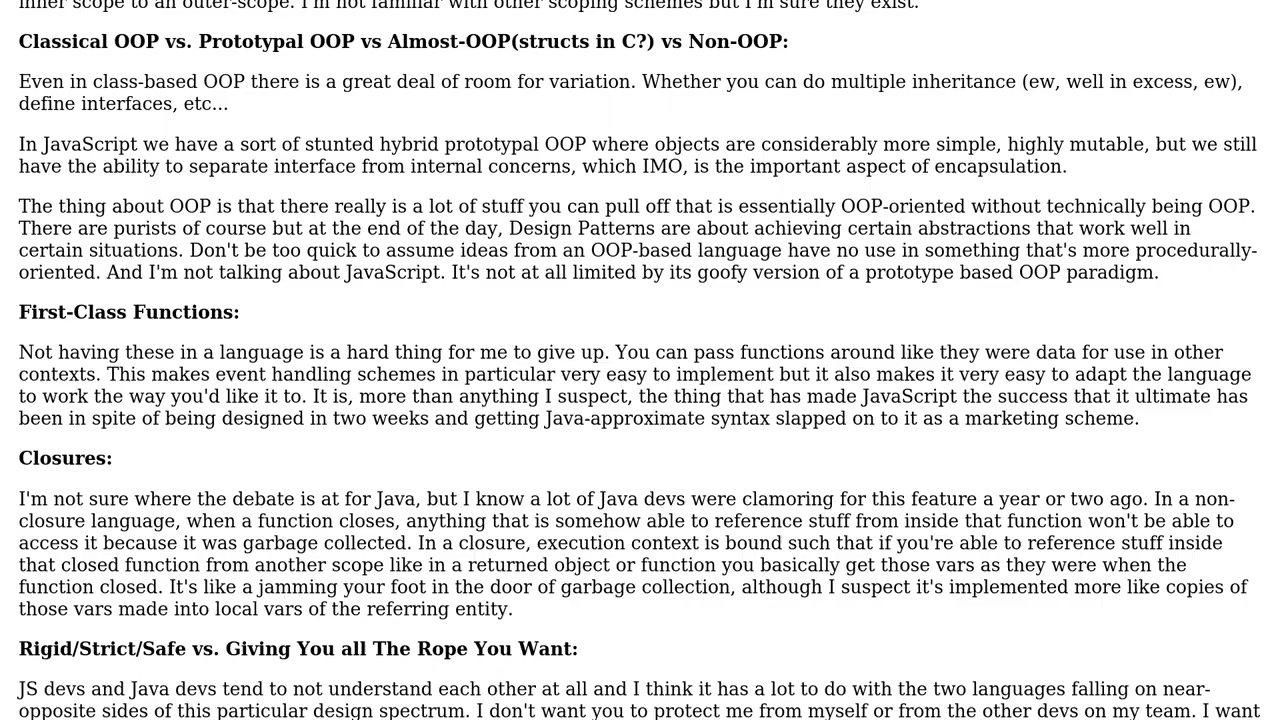 inner scope to an outer-scope. I'm not familiar with other scoping schemes but I'm sure they exist.
Classical OOP vs. Prototypal OOP vs Almost-OOP(structs in C?) vs Non-OOP:
Even in class-based OOP there is a great deal of room for variation. Whether you can do multiple inheritance (ew, well in excess, ew),
define interfaces, etc...
In JavaScript we have a sort of stunted hybrid prototypal OOP where objects are considerably more simple, highly mutable, but we still
have the ability to separate interface from internal concerns, which IMO, is the important aspect of encapsulation.
The thing about OOP is that there really is a lot of stuff you can pull off that is essentially OOP-oriented without technically being OOP.
There are purists of course but at the end of the day, Design Patterns are about achieving certain abstractions that work well in
certain situations. Don't be too quick to assume ideas from an OOP-based language have no use in something that's more procedurally-
oriented. And I'm not talking about JavaScript. It's not at all limited by its goofy version of a prototype based OOP paradigm.
First-Class Functions:
Not having these in a language is a hard thing for me to give up. You can pass functions around like they were data for use in other
contexts. This makes event handling schemes in particular very easy to implement but it also makes it very easy to adapt the language
to work the way you'd like it to. It is, more than anything I suspect, the thing that has made JavaScript the success that it ultimate has
been in spite of being designed in two weeks and getting Java-approximate syntax slapped on to it as a marketing scheme.
Closures:
I'm not sure where the debate is at for Java, but I know a lot of Java devs were clamoring for this feature a year or two ago. In a non-
closure language, when a function closes, anything that is somehow able to reference stuff from inside that function won't be able to
access it because it was garbage collected. In a closure, execution context is bound such that if you're able to reference stuff inside
that closed function from another scope like in a returned object or function you basically get those vars as they were when the
function closed. It's like a jamming your foot in the door of garbage collection, although I suspect it's implemented more like copies of
those vars made into local vars of the referring entity.
Rigid/Strict/Safe vs. Giving You all The Rope You Want:
JS devs and Java devs tend to not understand each other at all and I think it has a lot to do with the two languages falling on near-
opposite sides of this particular design spectrum. I don't want you to protect me from myself or from the other devs on my team. I want